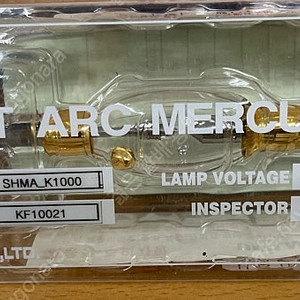 T ARC MERCU
SHMA_K1000 LAMP VOLTAGE
KF10021 INSPECTOR
,LTD.